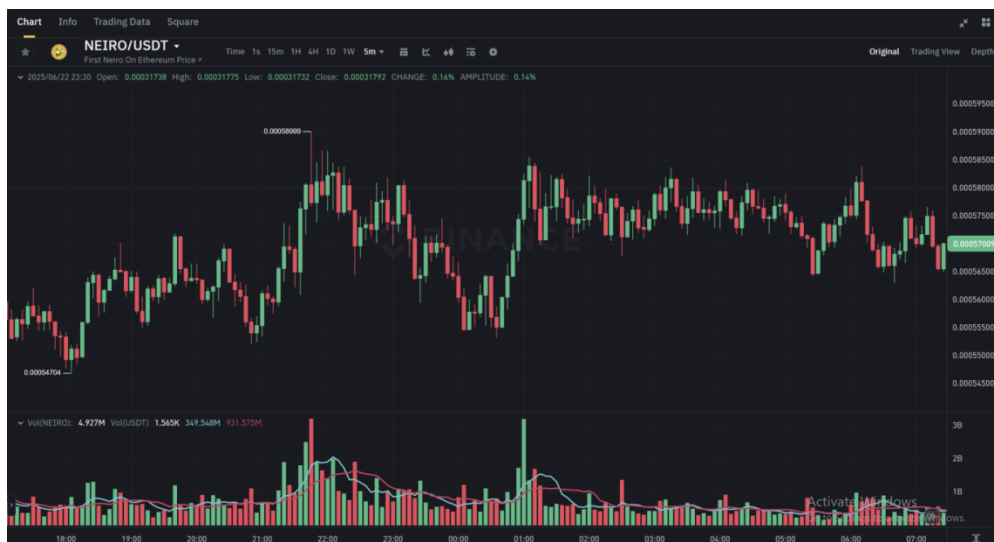 Chart Info Trading Data Square
NEIRO/USDT
First Neiro On Ethereum Price
Time 1s 15m 1H 4H 1D 1W 5m
Original Trading View Depth
2025/06/22 23:30 Open: 0.00031738 High: 0.00031775 Low: 0.00031732 Close: 0.00031792 CHANGE: 0.16% AMPLITUDE: 0.14%
0.00059500
0.00058999
0.00059000
0.00058500
0.00058000
0.00057500
BINANCE
0.00057009
0.00056500
0.00056000
0.00055500
0.00055000
0.00054704
0.00054500
Vol(NEIRO): 4.927M Vol(USDT) 1.565K 349.548M 931.575M
3B
2B
1B
Activate Windows
18:00 19:00 20:00 21:00 22:00 23:00 00:00 01:00 02:00 03:00 04:00 05:00 06:00 07:00